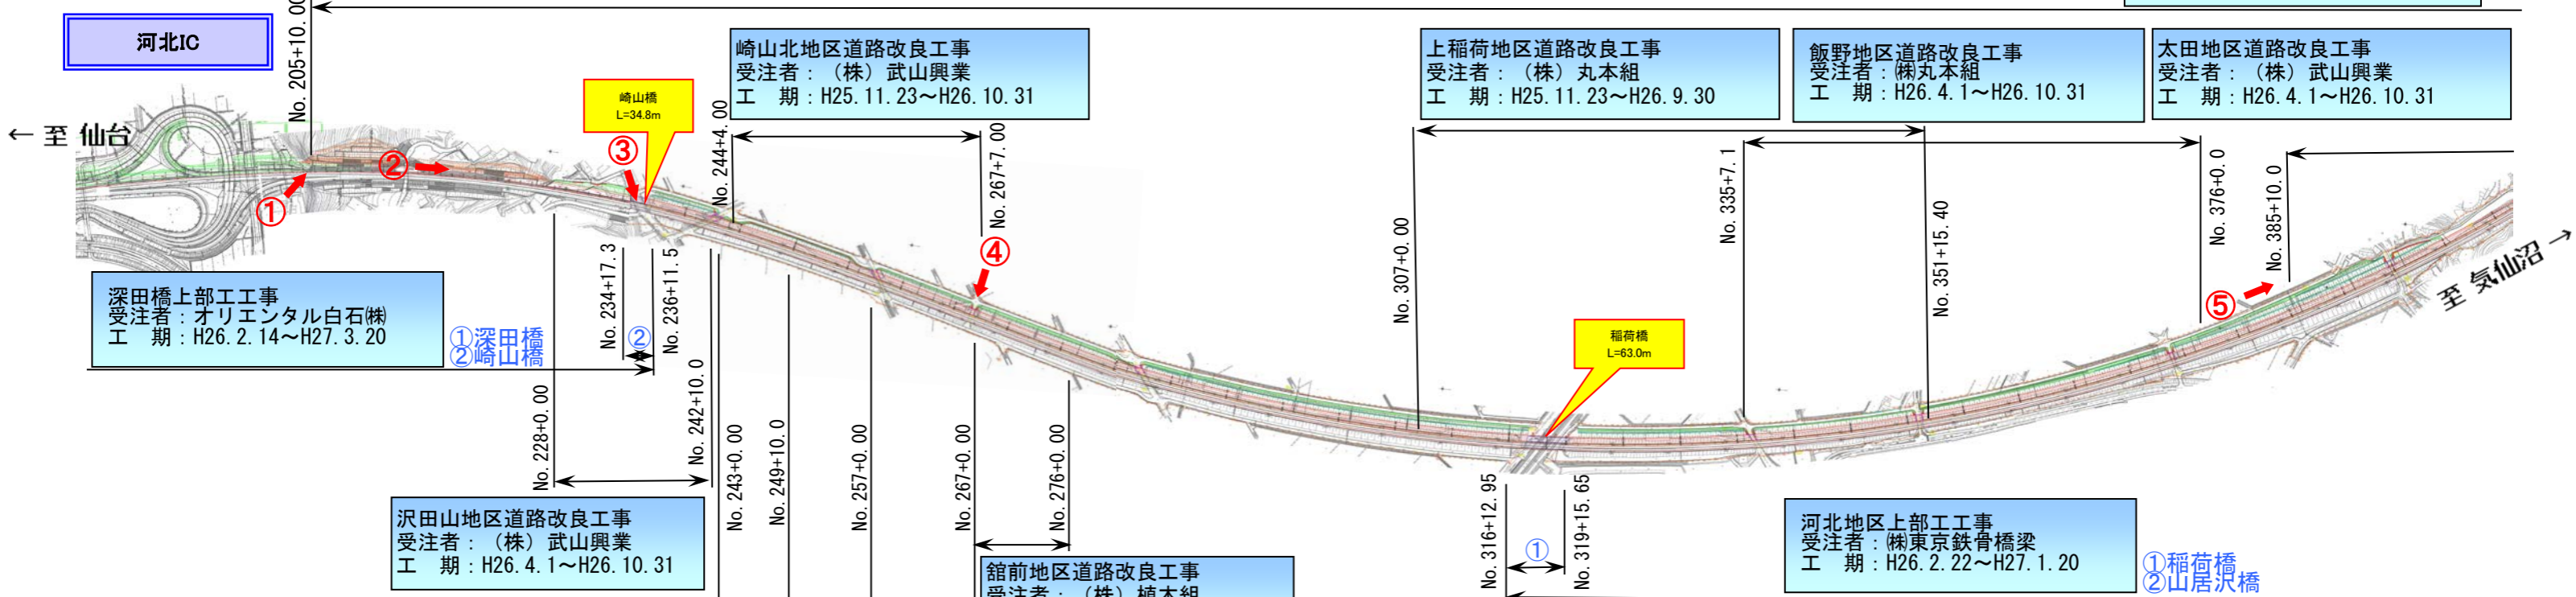 河北IC
← 至 仙台
No. 205+10. 00
崎山橋
L=34.8m
③
②
①
崎山北地区道路改良工事
受注者：（株）武山興業
工　期：H25. 11. 23～H26. 10. 31
No. 244+4. 00
No. 267+7. 00
④
上稲荷地区道路改良工事
受注者：（株）丸本組
工　期：H25. 11. 23～H26. 9. 30
飯野地区道路改良工事
受注者：㈱丸本組
工　期：H26. 4. 1～H26. 10. 31
太田地区道路改良工事
受注者：（株）武山興業
工　期：H26. 4. 1～H26. 10. 31
No. 307+0. 00
No. 335+7. 1
No. 351+15. 40
No. 376+0. 0
No. 385+10. 0
⑤
至 気仙沼 →
深田橋上部工工事
受注者：オリエンタル白石㈱
工　期：H26. 2. 14～H27. 3. 20
①深田橋
②崎山橋
No. 234+17. 3
②
No. 236+11. 5
稲荷橋
L=63.0m
No. 228+0. 00
No. 242+10. 0
No. 243+0. 00
No. 249+10. 0
No. 257+0. 00
No. 267+0. 00
No. 276+0. 00
沢田山地区道路改良工事
受注者：（株）武山興業
工　期：H26. 4. 1～H26. 10. 31
舘前地区道路改良工事
受注者：（株）植木組
No. 316+12. 95
①
No. 319+15. 65
河北地区上部工工事
受注者：㈱東京鉄骨橋梁
工　期：H26. 2. 22～H27. 1. 20
①稲荷橋
②山居沢橋